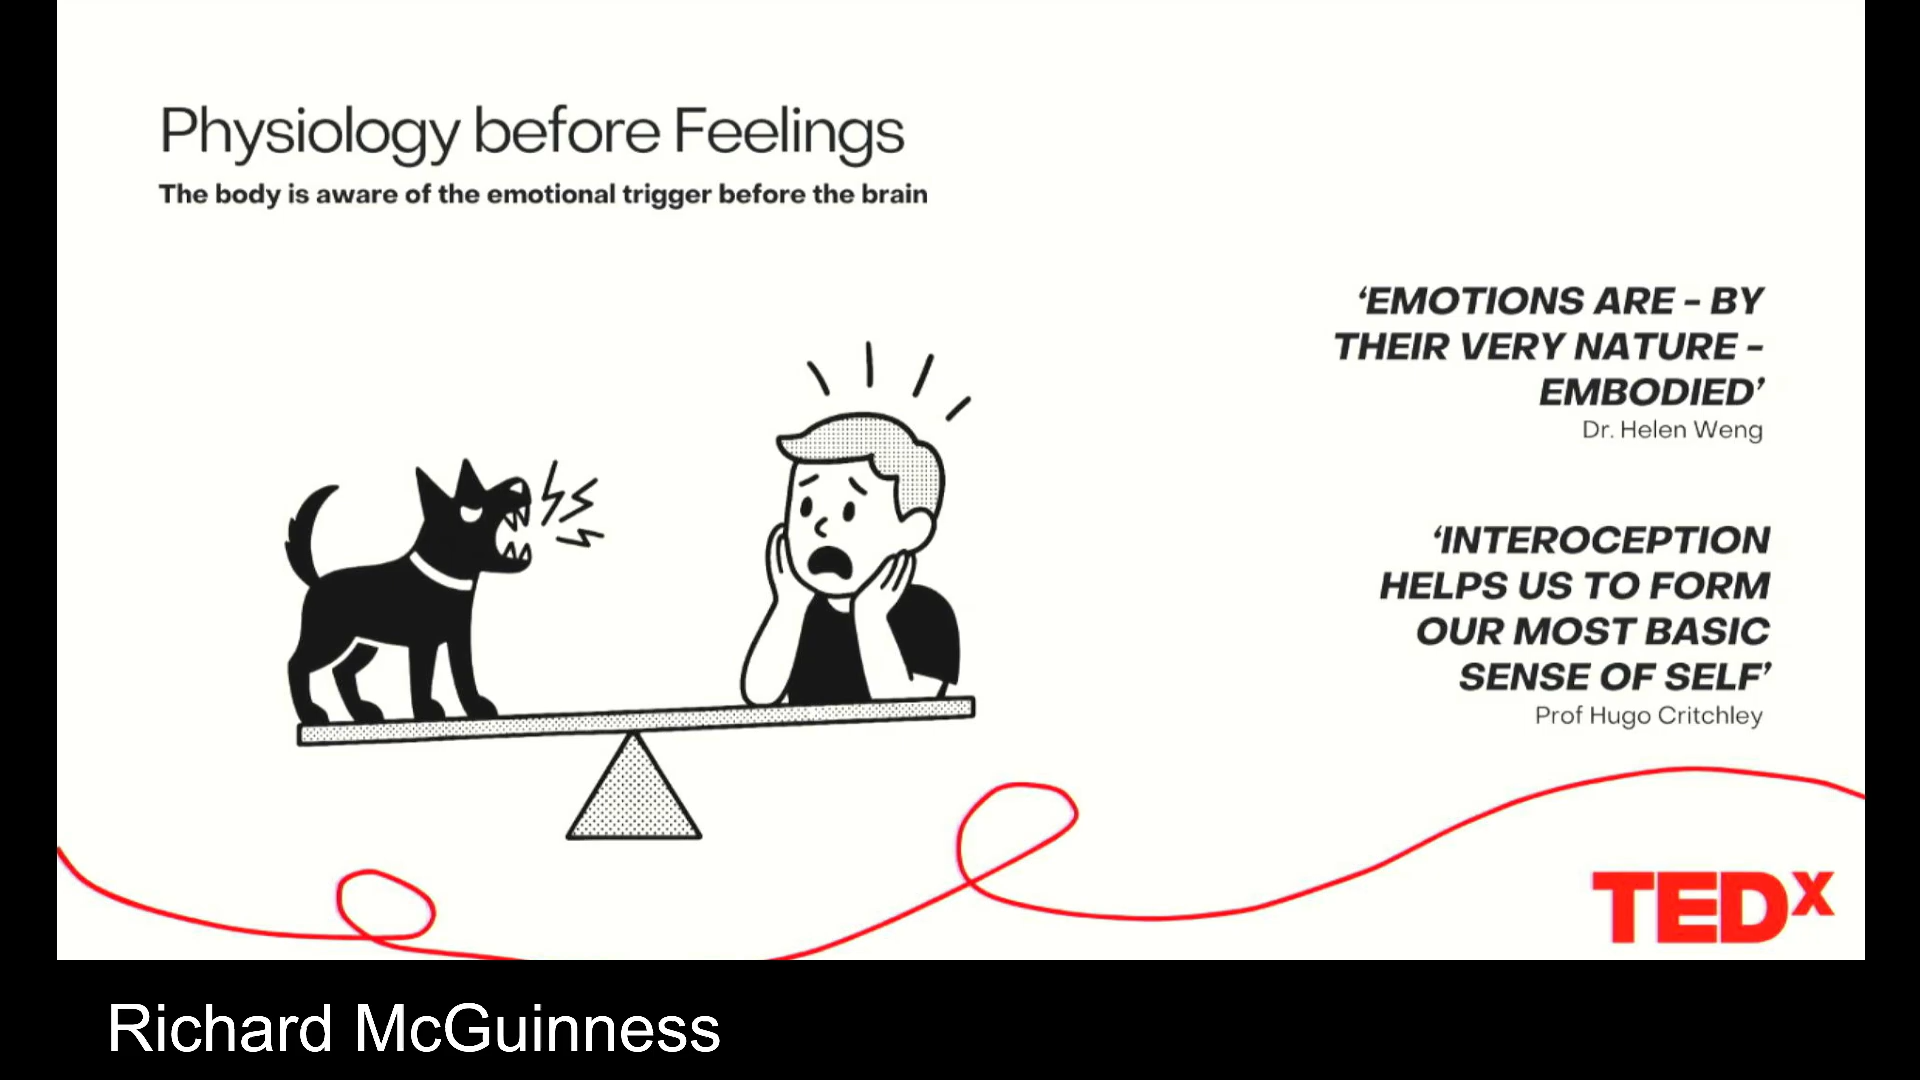 Physiology before Feelings
The body is aware of the emotional trigger before the brain
‘EMOTIONS ARE – BY
THEIR VERY NATURE –
EMBODIED’
Dr. Helen Weng
‘INTEROCEPTION
HELPS US TO FORM
OUR MOST BASIC
SENSE OF SELF’
Prof Hugo Critchley
TEDx
Richard McGuinness